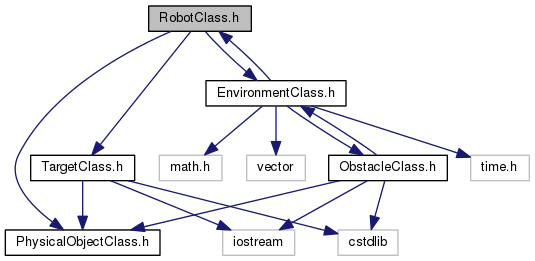 RobotClass.h
EnvironmentClass.h
TargetClass.h
math.h
vector
ObstacleClass.h
time.h
PhysicalObjectClass.h
iostream
cstdlib